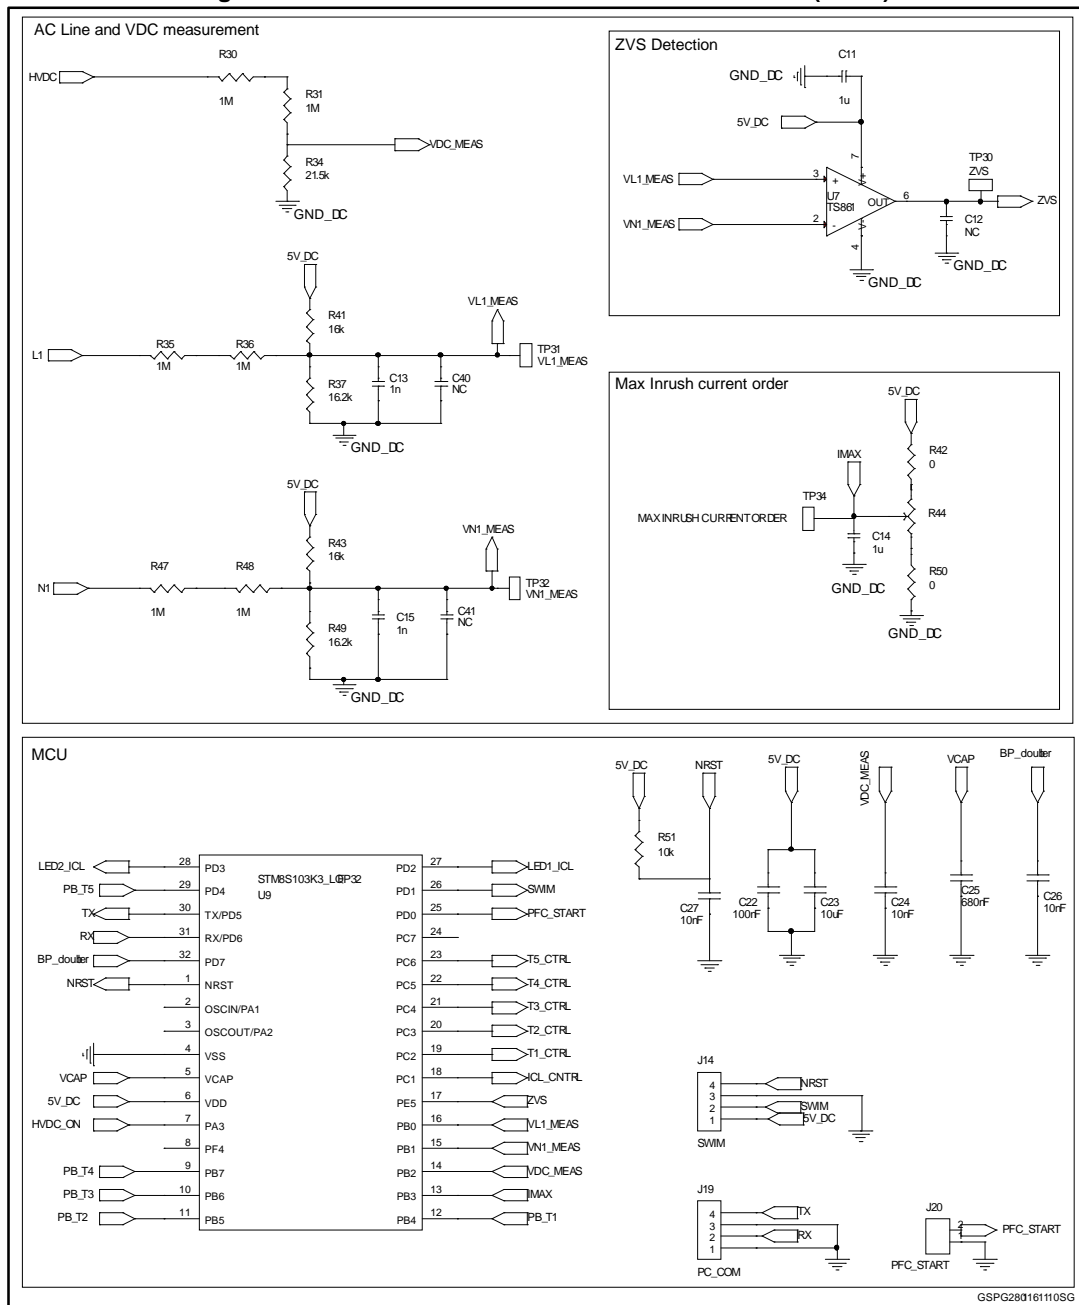 AC Line and VDC measurement
HVDC
R30
1M
R31
1M
VDC_MEAS
R34
21.5k
GND_DC
5V_DC
R41
16k
VL1_MEAS
L1
R35
1M
R36
1M
TP31
VL1_MEAS
R37
16.2k
C13
1n
C40
NC
GND_DC
5V_DC
R43
16k
VN1_MEAS
N1
R47
1M
R48
1M
TP32
VN1_MEAS
R49
16.2k
C15
1n
C41
NC
GND_DC
ZVS Detection
C11
GND_DC
1u
5V_DC
7
TP30
ZVS
VL1_MEAS
3
+
V+
U7
TS861
OUT
6
ZVS
VN1_MEAS
2
-
V-
4
C12
NC
GND_DC
GND_DC
Max Inrush current order
5V_DC
R42
0
IMAX
TP34
R44
MAX INRUSH CURRENT ORDER
C14
1u
R50
0
GND_DC
GND_DC
MCU
STM8S103K3_
U9
LED2_ICL 28 PD3
PB_T5 29 PD4
TX 30 TX/PD5
RX 31 RX/PD6
32 PD7
NRST 1 NRST
2 OSCIN/PA1
3 OSCOUT/PA2
4 VSS
VCAP 5 VCAP
5V_DC 6 VDD
HVDC_ON 7 PA3
8 PF4
PB_T4 9 PB7
PB_T3 10 PB6
PB_T2 11 PB5
PD2 27 LED1_ICL
PD1 26 SWIM
PD0 25 PFC_START
PC7 24
PC6 23 T5_CTRL
PC5 22 T4_CTRL
PC4 21 T3_CTRL
PC3 20 T2_CTRL
PC2 19 T1_CTRL
PC1 18 ICL_CNTRL
PE5 17 ZVS
PB0 16 VL1_MEAS
PB1 15 VN1_MEAS
PB2 14 VDC_MEAS
PB3 13 IMAX
PB4 12 PB_T1
5V_DC
NRST
5V_DC
VDC_MEAS
VCAP
R51
10k
C27
10nF
C22
100nF
C23
10uF
C24
10nF
C25
680nF
C26
10nF
J14
4 NRST
3
2 SWIM
1 5V_DC
SWIM
J19
4 TX
3
2 RX
1
PC_COM
J20
2
1
PFC_START
PFC_START